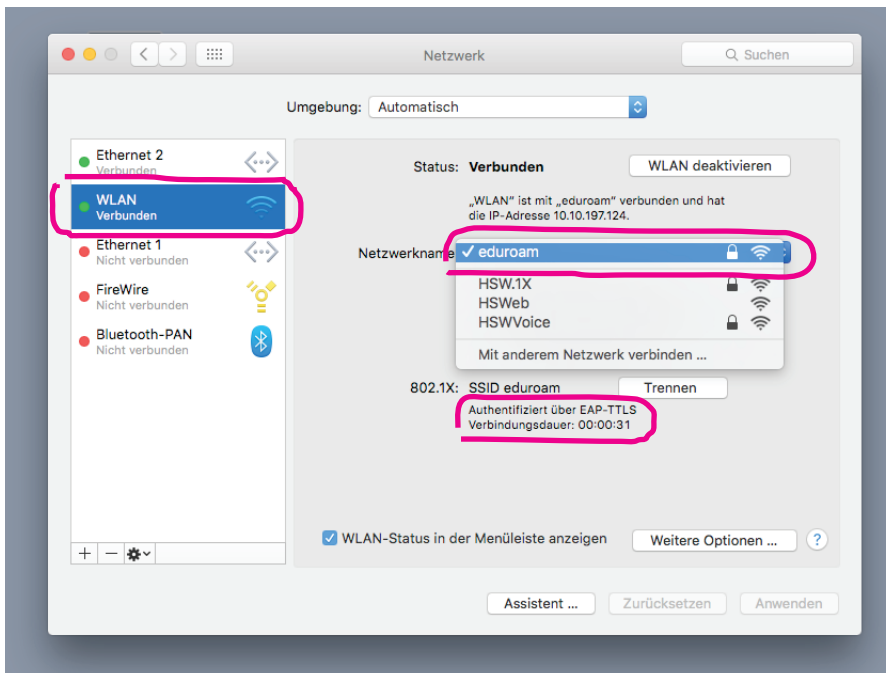 Netzwerk
Suchen
Umgebung: Automatisch
Ethernet 2
Verbunden
WLAN
Verbunden
Ethernet 1
Nicht verbunden
FireWire
Nicht verbunden
Bluetooth-PAN
Nicht verbunden
Status: Verbunden
WLAN deaktivieren
„WLAN“ ist mit „eduroam“ verbunden und hat
die IP-Adresse 10.10.197.124.
Netzwerkname
eduroam
HSW.1X
HSWeb
HSWVoice
Mit anderem Netzwerk verbinden ...
802.1X: SSID eduroam
Trennen
Authentifiziert über EAP-TTLS
Verbindungsdauer: 00:00:31
WLAN-Status in der Menüleiste anzeigen
Weitere Optionen ...
?
Assistent ...
Zurücksetzen
Anwenden